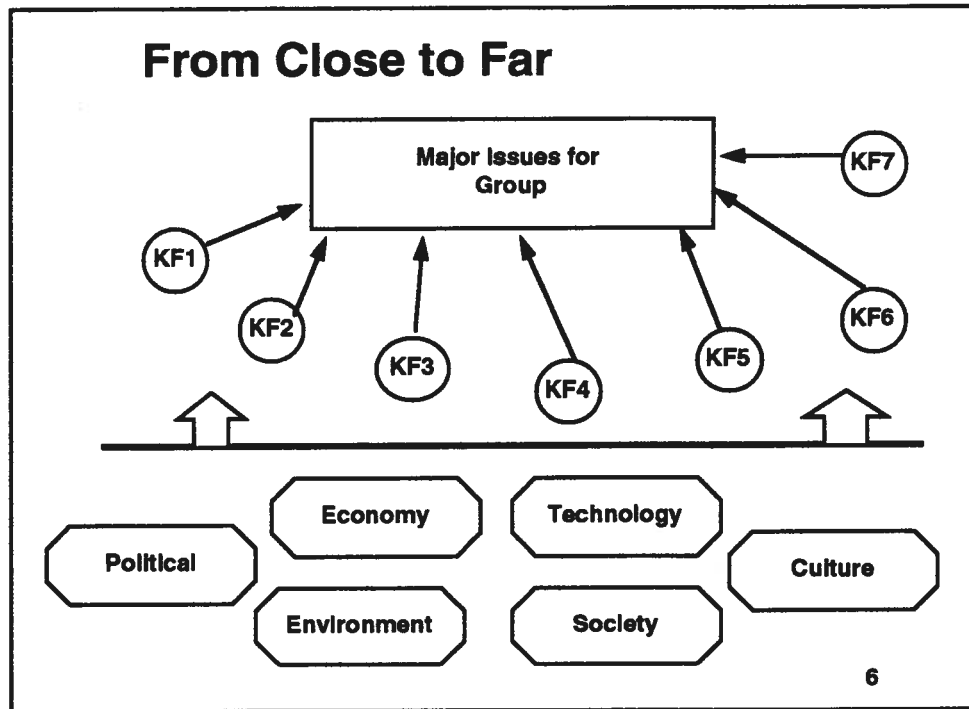 From Close to Far
Major Issues for
Group
KF7
KF1
KF2
KF3
KF4
KF5
KF6
Economy
Technology
Political
Culture
Environment
Society
6